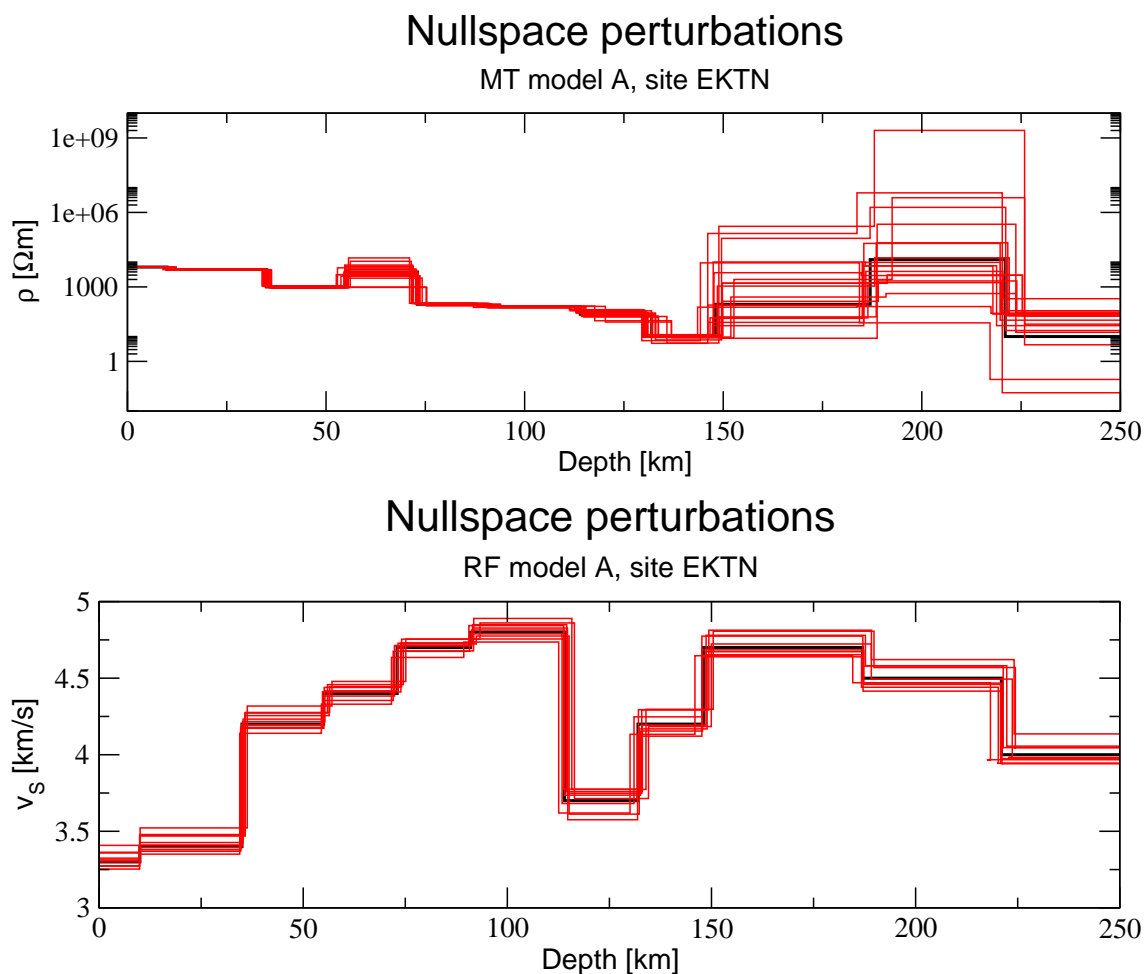 Nullspace perturbations
MT model A, site EKTN
1e+09
1e+06
1000
1
ρ [Ωm]
0 50 100 150 200 250
Depth [km]
Nullspace perturbations
RF model A, site EKTN
5
4.5
4
3.5
3
v_S [km/s]
0 50 100 150 200 250
Depth [km]